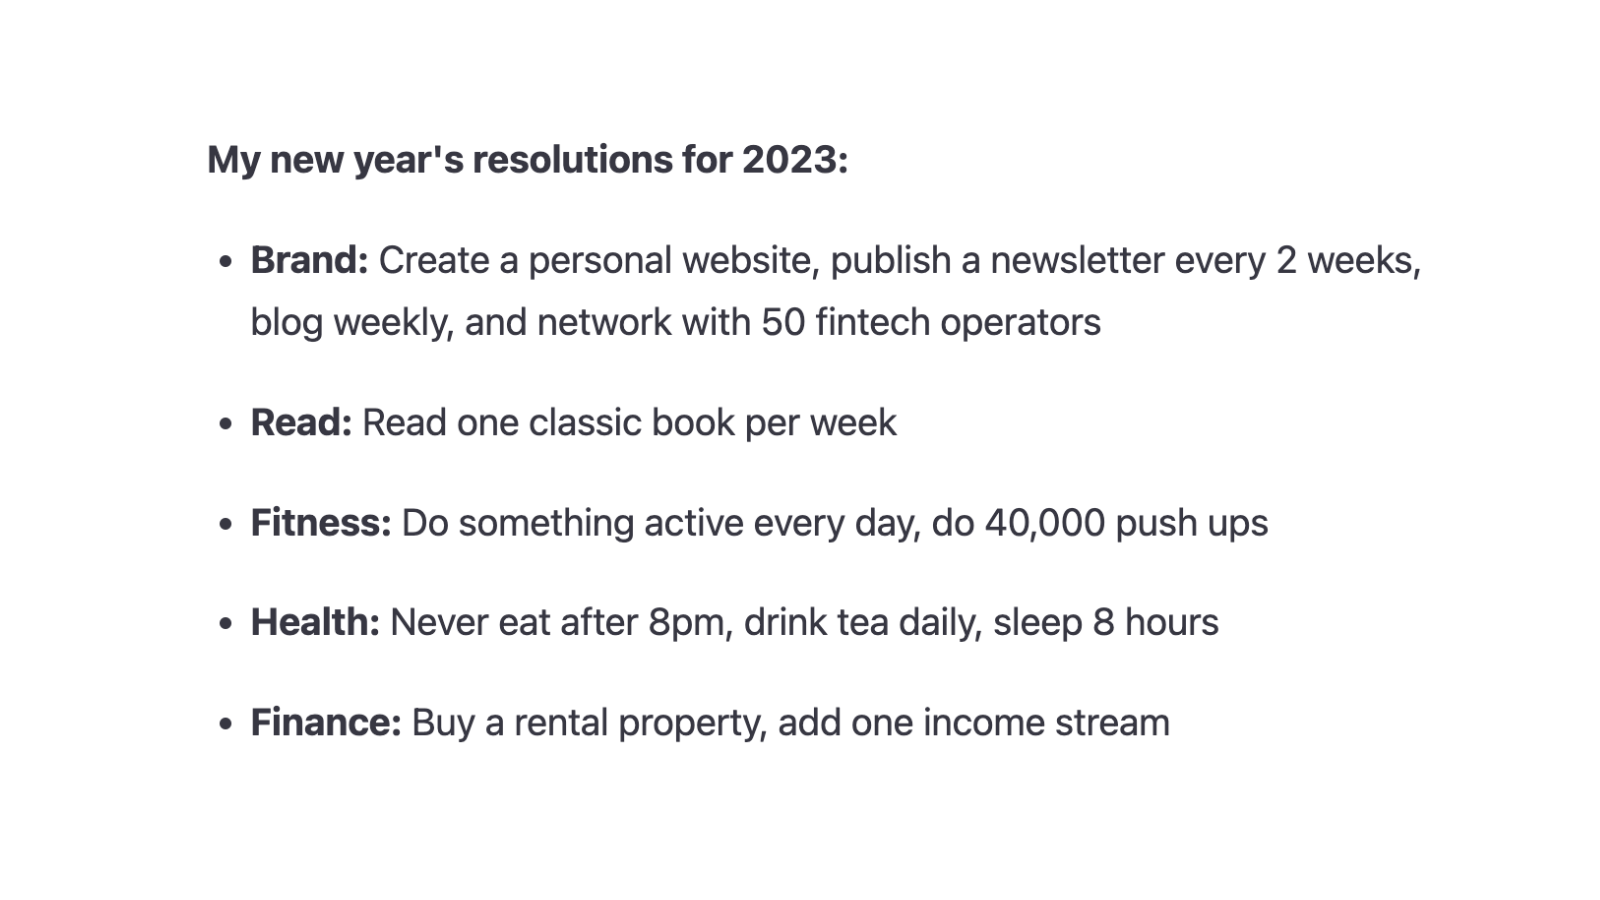 My new year's resolutions for 2023:
• Brand: Create a personal website, publish a newsletter every 2 weeks,
blog weekly, and network with 50 fintech operators
• Read: Read one classic book per week
• Fitness: Do something active every day, do 40,000 push ups
• Health: Never eat after 8pm, drink tea daily, sleep 8 hours
• Finance: Buy a rental property, add one income stream